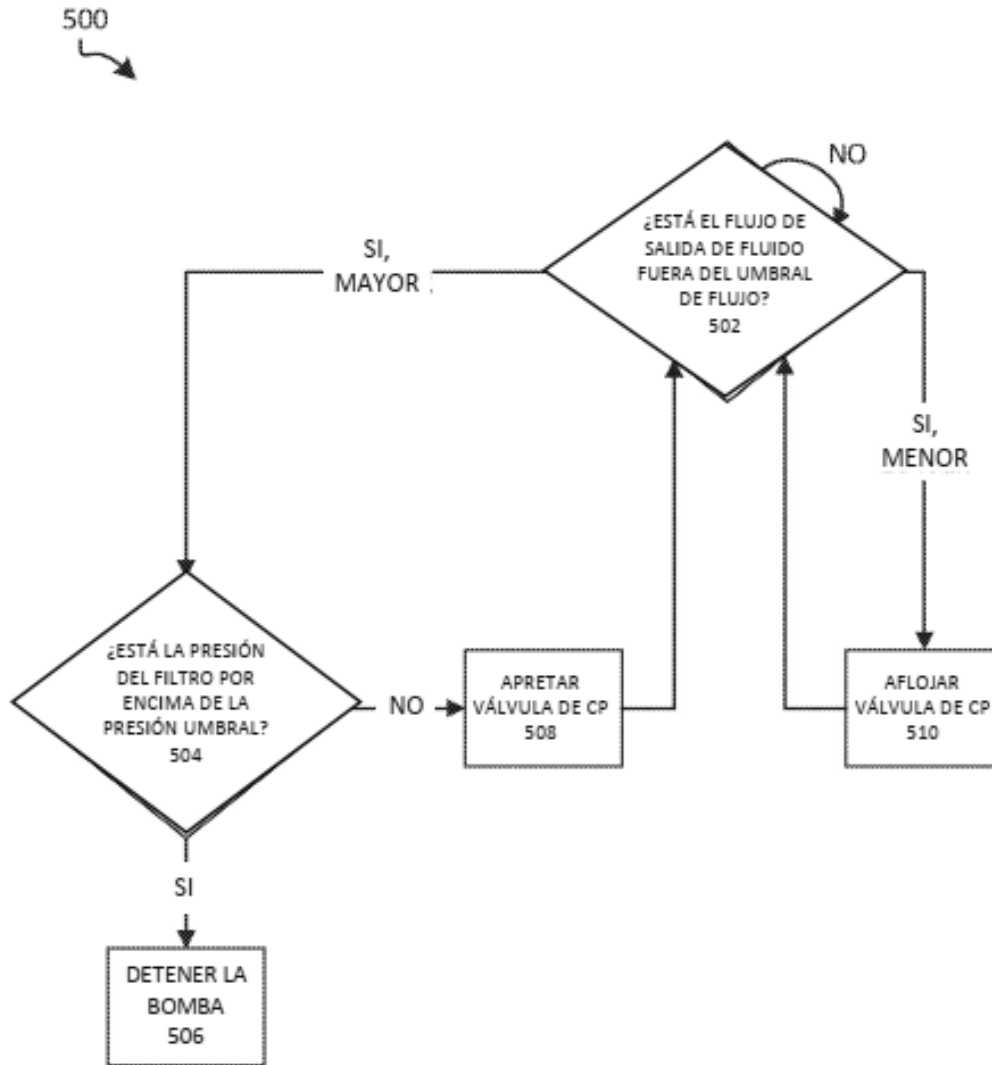 500
NO
¿ESTÁ EL FLUJO DE
SALIDA DE FLUIDO
FUERA DEL UMBRAL
DE FLUJO?
502
SI,
MAYOR
SI,
MENOR
¿ESTÁ LA PRESIÓN
DEL FILTRO POR
ENCIMA DE LA
PRESIÓN UMBRAL?
504
NO
APRETAR
VÁLVULA DE CP
508
AFLOJAR
VÁLVULA DE CP
510
SI
DETENER LA
BOMBA
506